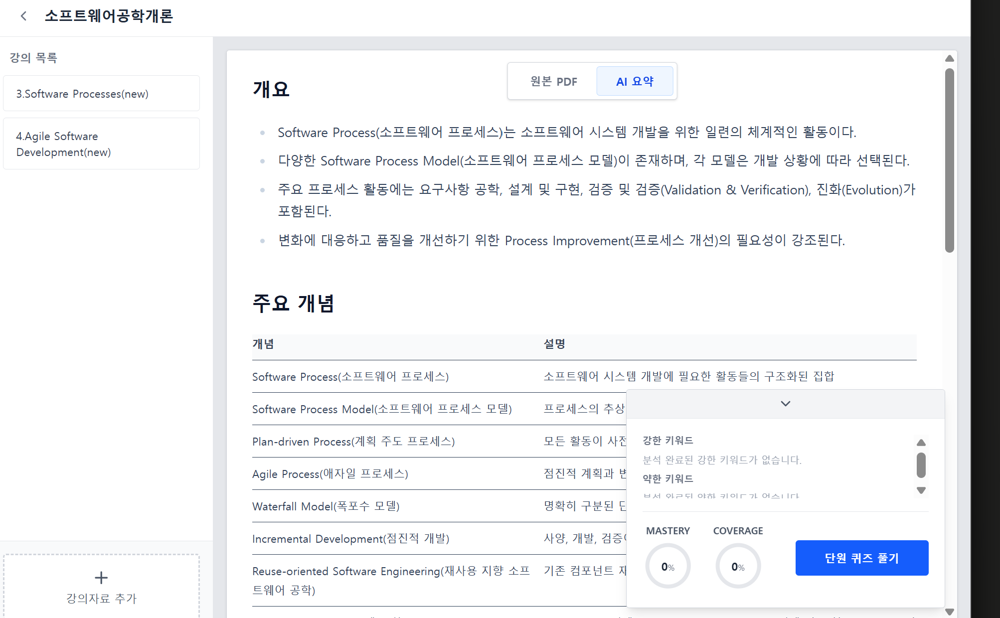 소프트웨어공학개론
강의 목록
3.Software Processes(new)
4.Agile Software
Development(new)
강의자료 추가
원본 PDF
AI 요약
개요
Software Process(소프트웨어 프로세스)는 소프트웨어 시스템 개발을 위한 일련의 체계적인 활동이다.
다양한 Software Process Model(소프트웨어 프로세스 모델)이 존재하며, 각 모델은 개발 상황에 따라 선택된다.
주요 프로세스 활동에는 요구사항 공학, 설계 및 구현, 검증 및 검증(Validation & Verification), 진화(Evolution)가
포함된다.
변화에 대응하고 품질을 개선하기 위한 Process Improvement(프로세스 개선)의 필요성이 강조된다.
주요 개념
개념 설명
Software Process(소프트웨어 프로세스) 소프트웨어 시스템 개발에 필요한 활동들의 구조화된 집합
Software Process Model(소프트웨어 프로세스 모델) 프로세스의 추상
Plan-driven Process(계획 주도 프로세스) 모든 활동이 사전
Agile Process(애자일 프로세스) 점진적 계획과
Waterfall Model(폭포수 모델) 명확히 구분된
Incremental Development(점진적 개발) 사양, 개발, 검증
Reuse-oriented Software Engineering(재사용 지향 소프 기존 컴포넌트
트웨어 공학)
강한 키워드
분석 완료된 강한 키워드가 없습니다.
약한 키워드
분석 완료된 약한 키워드가 없습니다.
MASTERY COVERAGE
0% 0%
단원 퀴즈 풀기